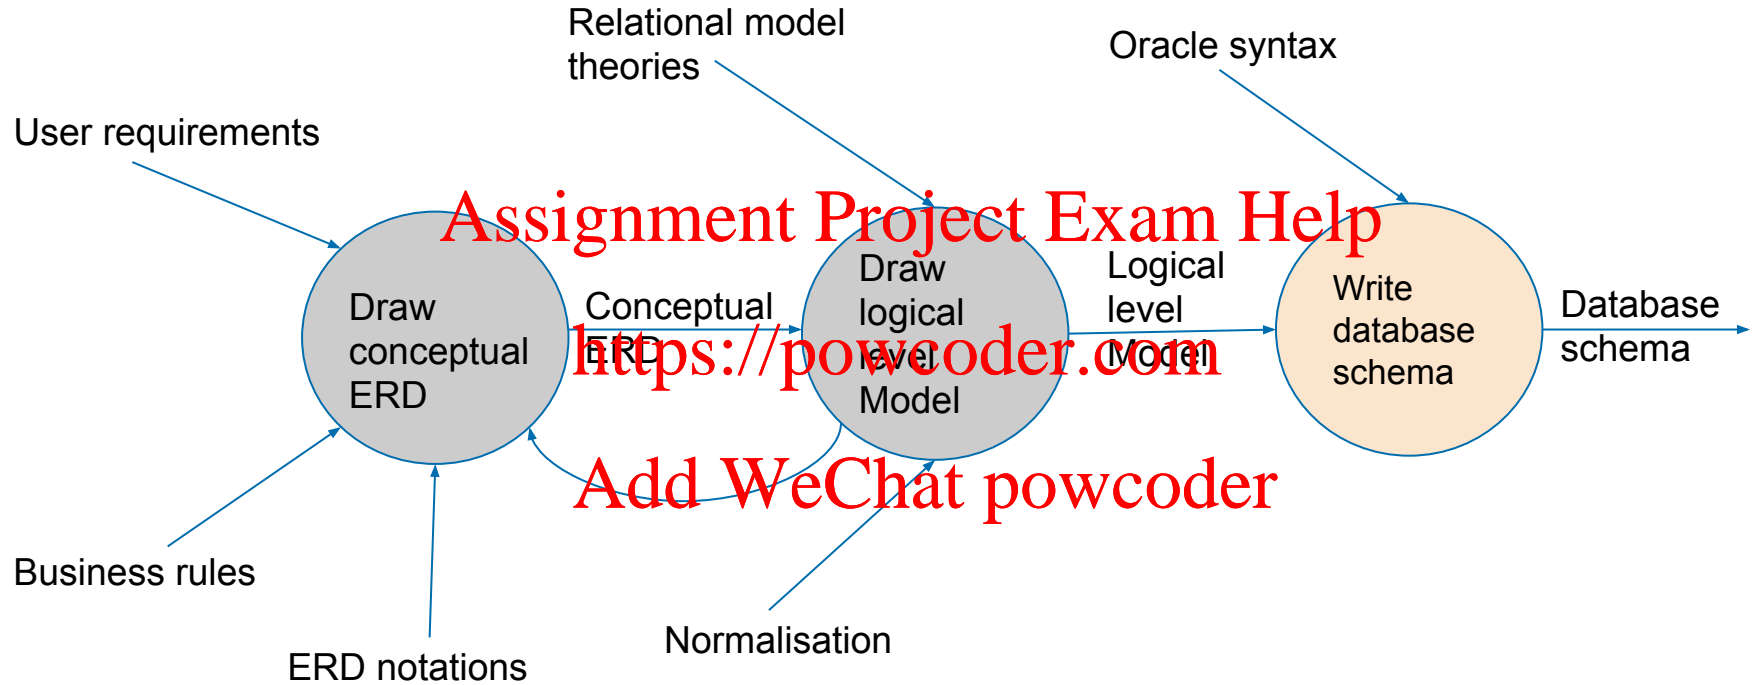 Relational model
theories
Oracle syntax
User requirements
Assignment Project Exam Help
Draw
conceptual
ERD
Conceptual
ERD
Draw
logical
level
Model
Logical
level
Model
Write
database
schema
Database
schema
https://powcoder.com
Add WeChat powcoder
Business rules
ERD notations
Normalisation